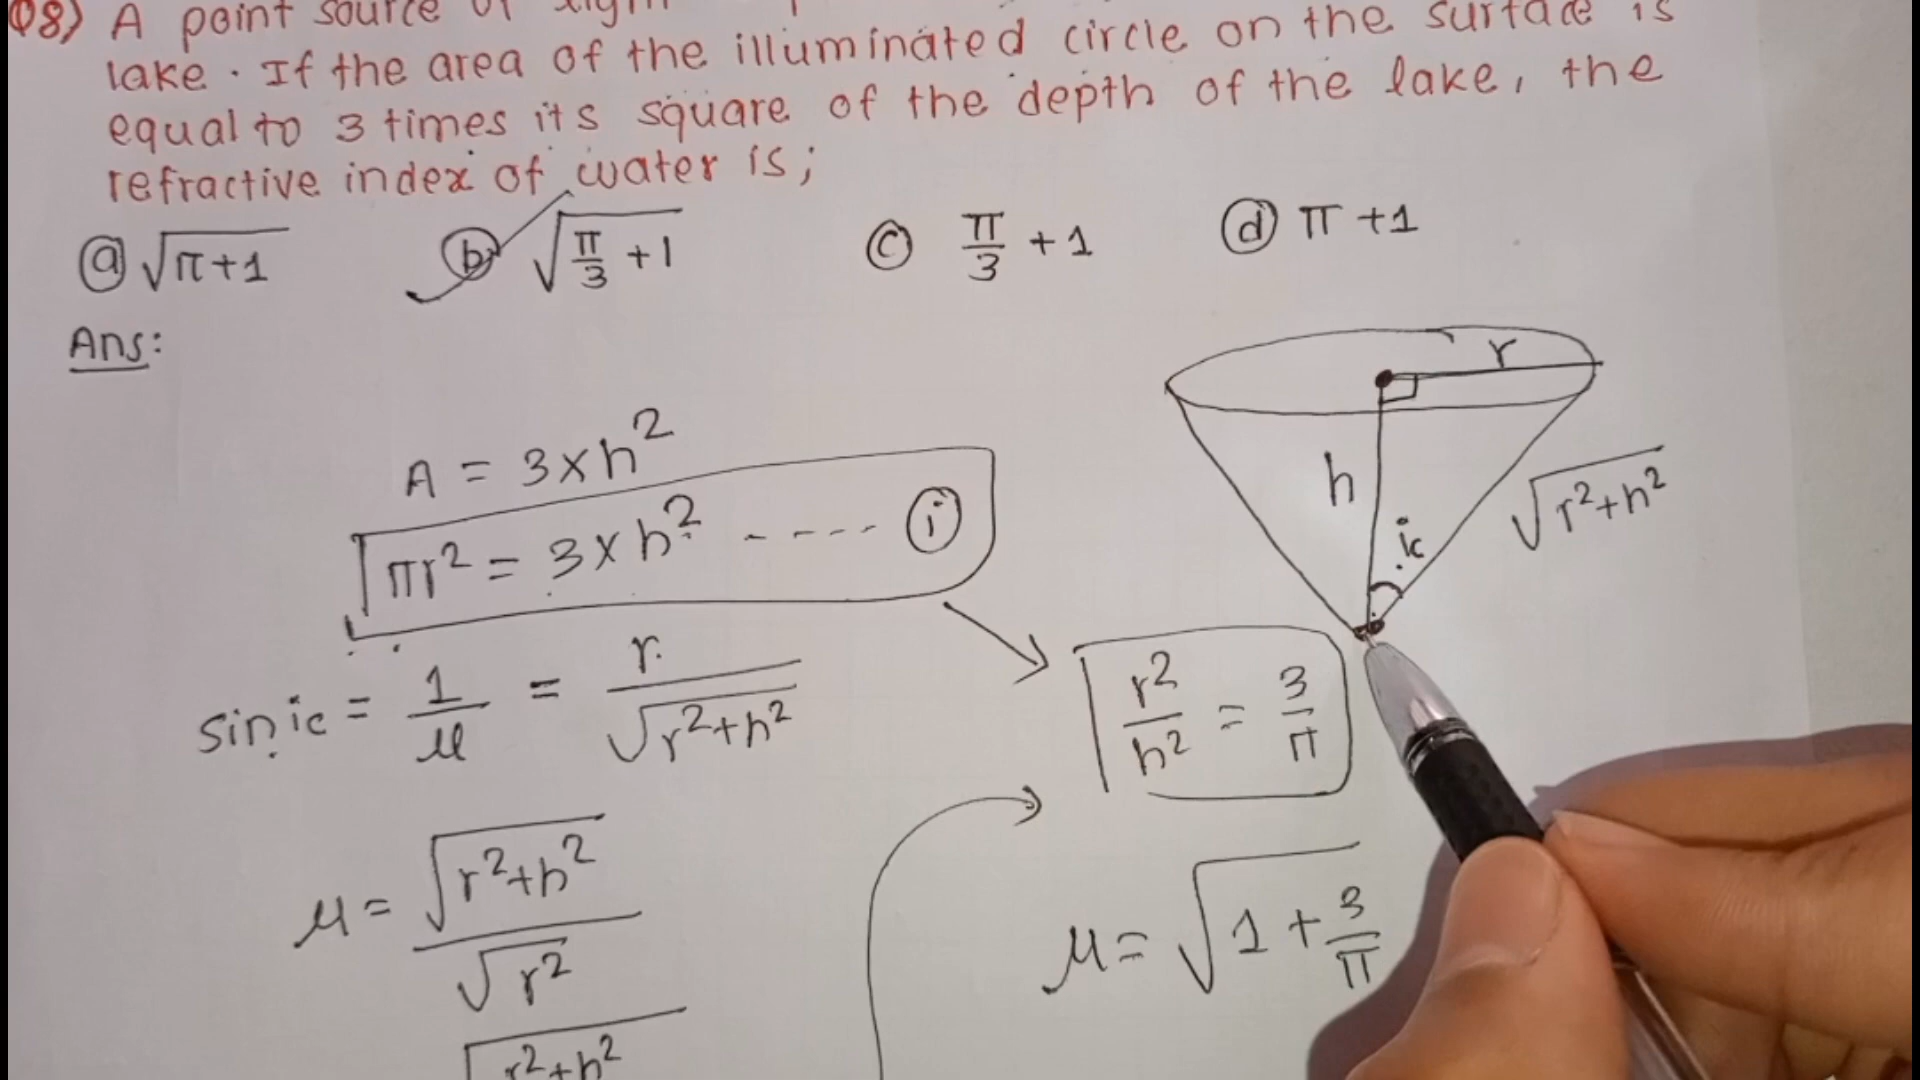 Q8) A point source of light
lake. If the area of the illuminated circle on the surface is
equal to 3 times its square of the depth of the lake, the
refractive index of water is;
(a) √(π+1) (b) √(π/3 +1) (c) π/3 +1 (d) π +1
Ans:
r
A = 3×h²
h
√(r²+h²)
πr² = 3×h² ----- (i)
ic
sin ic = 1/μ = r/√(r²+h²)
r²/h² = 3/π
μ = √(r²+h²)/√r²
μ = √(1 + 3/π)
r²+h²